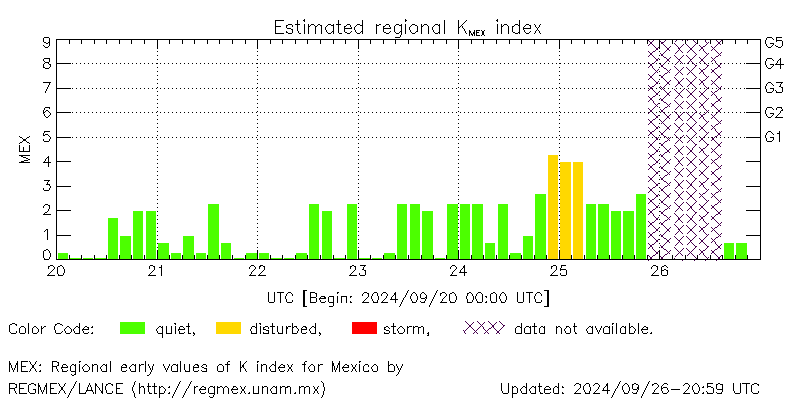 Estimated regional KMEX index
9 G5
8 G4
7 G3
6 G2
5 G1
4
3
2
1
0
MEX
20 21 22 23 24 25 26
UTC [Begin: 2024/09/20 00:00 UTC]
Color Code: quiet, disturbed, storm, data not available.
MEX: Regional early values of K index for Mexico by
REGMEX/LANCE (http://regmex.unam.mx) Updated: 2024/09/26-20:59 UTC